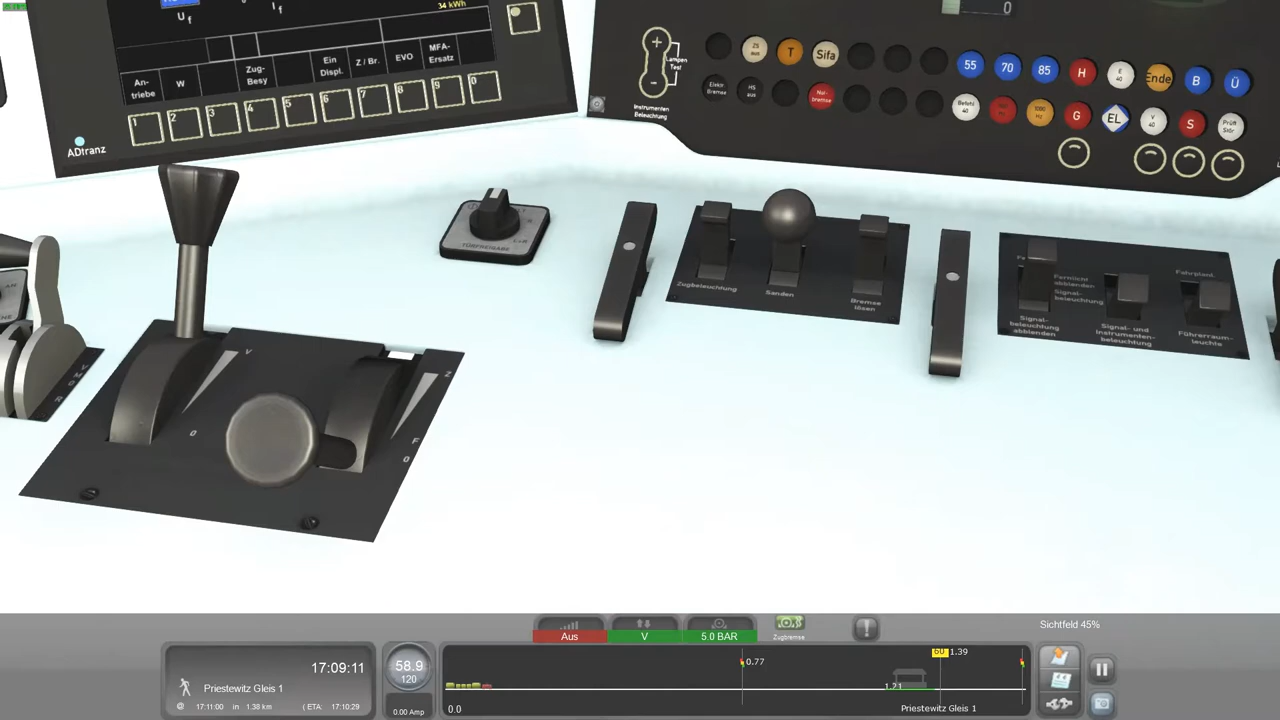 U f
I f
34 kWh
An-
triebe
W
Zug-
Besy
Ein
Displ.
Z / Br.
EVO
MFA-
Ersatz
1 2 3 4 5 6 7 8 9 0
ADtranz
+
-
Lampen
Test
Instrumenten
Beleuchtung
0
ZS
aus
T
Sifa
55
70
85
H
E
40
Ende
B
Ü
Elektr.
Bremse
HS
aus
Not-
bremse
Befehl
40
1000
Hz
G
EL
V
40
S
Prüft
Stör
V
0
Z
F
0
Zugbeleuchtung
Sanden
Bremse
lösen
Fernlicht
abblenden
Signal-
beleuchtung
Signal-
beleuchtung
abblenden
Signal- und
Instrumenten-
beleuchtung
Fahrplanl.
Führerraum-
leuchte
Aus
V
5.0 BAR
Zugbremse
Sichtfeld 45%
17:09:11
Priestewitz Gleis 1
@ 17:11:00 in 1.38 km ( ETA: 17:10:29
58.9
120
0.00 Amp
0.77
1.39
1.21
0.0
Priestewitz Gleis 1